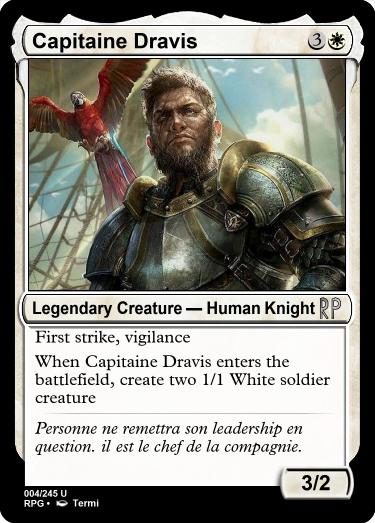 Capitaine Dravis 3
Legendary Creature — Human Knight RP
First strike, vigilance
When Capitaine Dravis enters the
battlefield, create two 1/1 White soldier
creature
Personne ne remettra son leadership en
question. il est le chef de la compagnie.
3/2
004/245 U
RPG • Termi